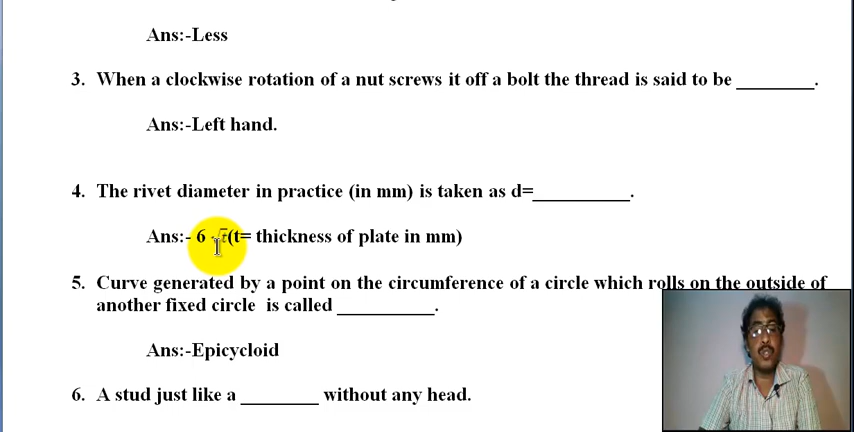 Ans:-Less
3. When a clockwise rotation of a nut screws it off a bolt the thread is said to be ________.
Ans:-Left hand.
4. The rivet diameter in practice (in mm) is taken as d=__________.
Ans:- 6 √t(t= thickness of plate in mm)
5. Curve generated by a point on the circumference of a circle which rolls on the outside of
another fixed circle is called __________.
Ans:-Epicycloid
6. A stud just like a ________ without any head.